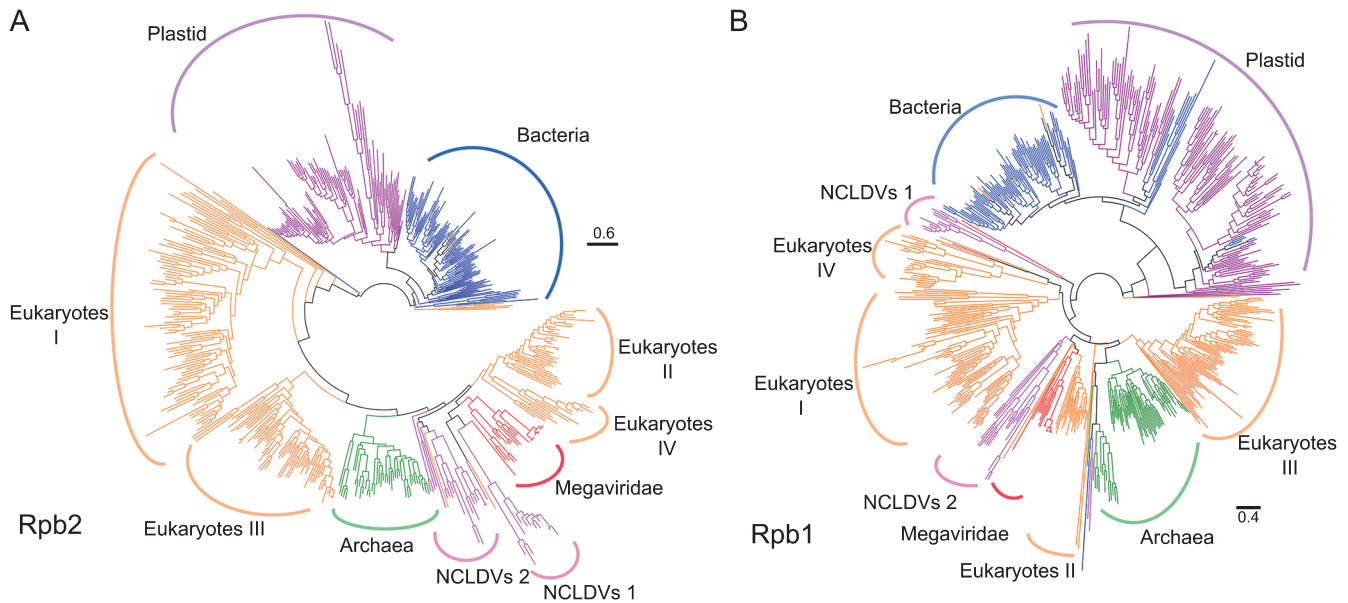 A
Plastid
Bacteria
0.6
Eukaryotes
I
Eukaryotes
II
Eukaryotes
IV
Megaviridae
Eukaryotes III
Archaea
NCLDVs 2
NCLDVs 1
Rpb2
B
Plastid
Bacteria
NCLDVs 1
Eukaryotes
IV
Eukaryotes
I
Eukaryotes
III
NCLDVs 2
0.4
Megaviridae
Archaea
Eukaryotes II
Rpb1